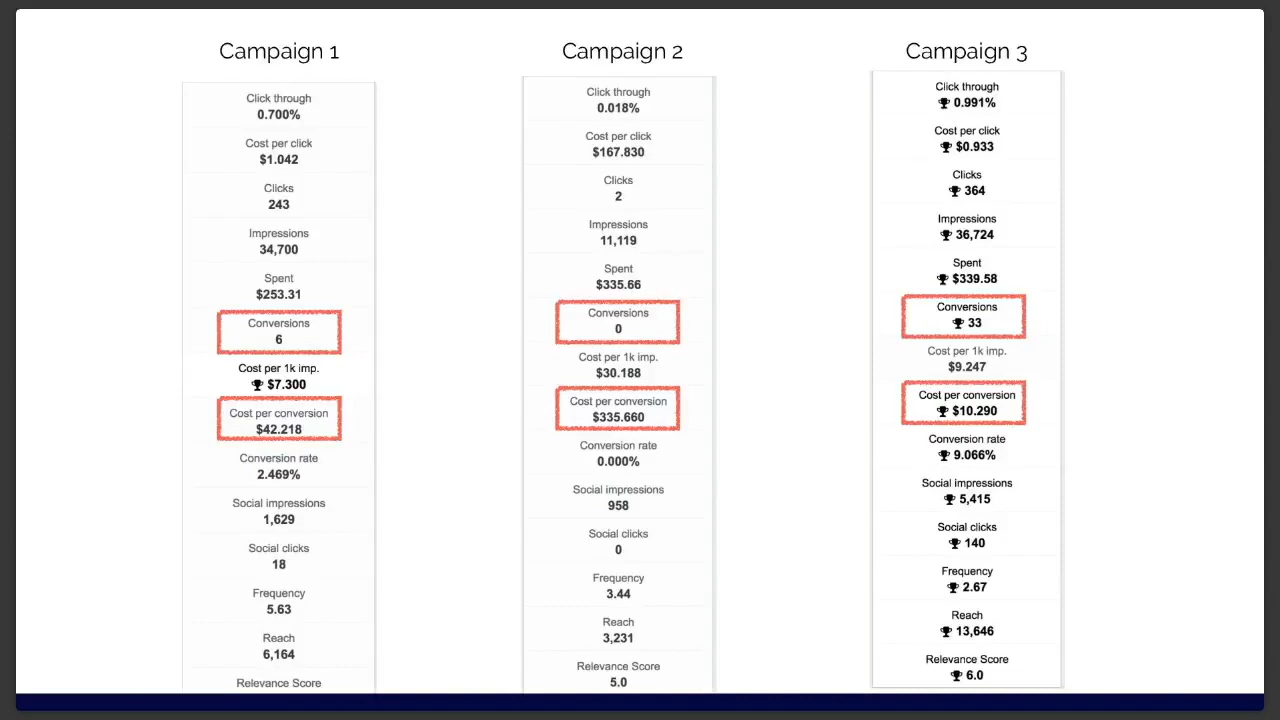 Campaign 1
Click through
0.700%
Cost per click
$1.042
Clicks
243
Impressions
34,700
Spent
$253.31
Conversions
6
Cost per 1k imp.
$7.300
Cost per conversion
$42.218
Conversion rate
2.469%
Social impressions
1,629
Social clicks
18
Frequency
5.63
Reach
6,164
Relevance Score
Campaign 2
Click through
0.018%
Cost per click
$167.830
Clicks
2
Impressions
11,119
Spent
$335.66
Conversions
0
Cost per 1k imp.
$30.188
Cost per conversion
$335.660
Conversion rate
0.000%
Social impressions
958
Social clicks
0
Frequency
3.44
Reach
3,231
Relevance Score
5.0
Campaign 3
Click through
0.991%
Cost per click
$0.933
Clicks
364
Impressions
36,724
Spent
$339.58
Conversions
33
Cost per 1k imp.
$9.247
Cost per conversion
$10.290
Conversion rate
9.066%
Social impressions
5,415
Social clicks
140
Frequency
2.67
Reach
13,646
Relevance Score
6.0